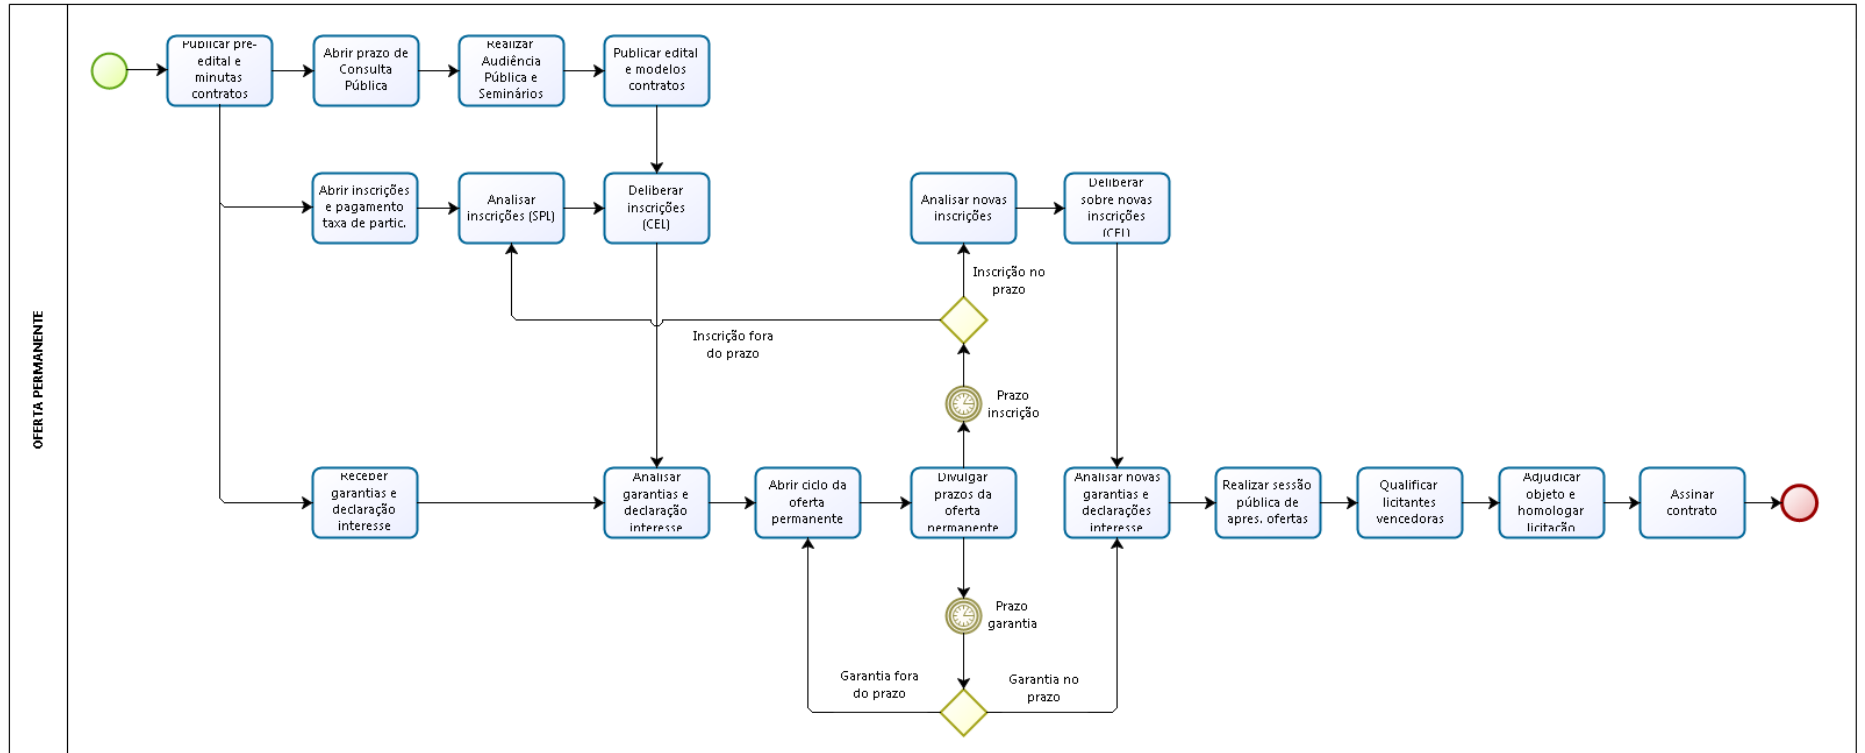 OFERTA PERMANENTE
Publicar pré-
edital e
minutas
contratos
Abrir prazo de
Consulta
Pública
Realizar
Audiência
Pública e
Seminários
Publicar edital
e modelos
contratos
Abrir inscrições
e pagamento
taxa de partic.
Analisar
inscrições (SPL)
Deliberar
inscrições
(CEL)
Analisar novas
inscrições
Deliberar
sobre novas
inscrições
(CEL)
Inscrição no
prazo
Inscrição fora
do prazo
Prazo
inscrição
Receber
garantias e
declaração
interesse
Analisar
garantias e
declaração
interesse
Abrir ciclo da
oferta
permanente
Divulgar
prazos da
oferta
permanente
Analisar novas
garantias e
declarações
interesse
Realizar sessão
pública de
apres. ofertas
Qualificar
licitantes
vencedoras
Adjudicar
objeto e
homologar
licitação
Assinar
contrato
Prazo
garantia
Garantia fora
do prazo
Garantia no
prazo